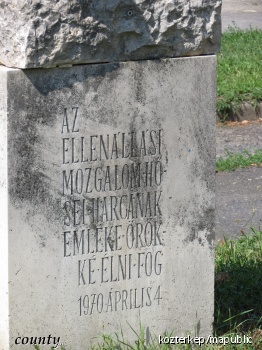 AZ
ELLENÁLLÁSI
MOZGALOM HŐ
SEI HARCÁNAK
EMLÉKE ÖRÖK-
KÉ ÉLNI FOG
1970 ÁPRILIS 4
county
kozterkep/mapublic